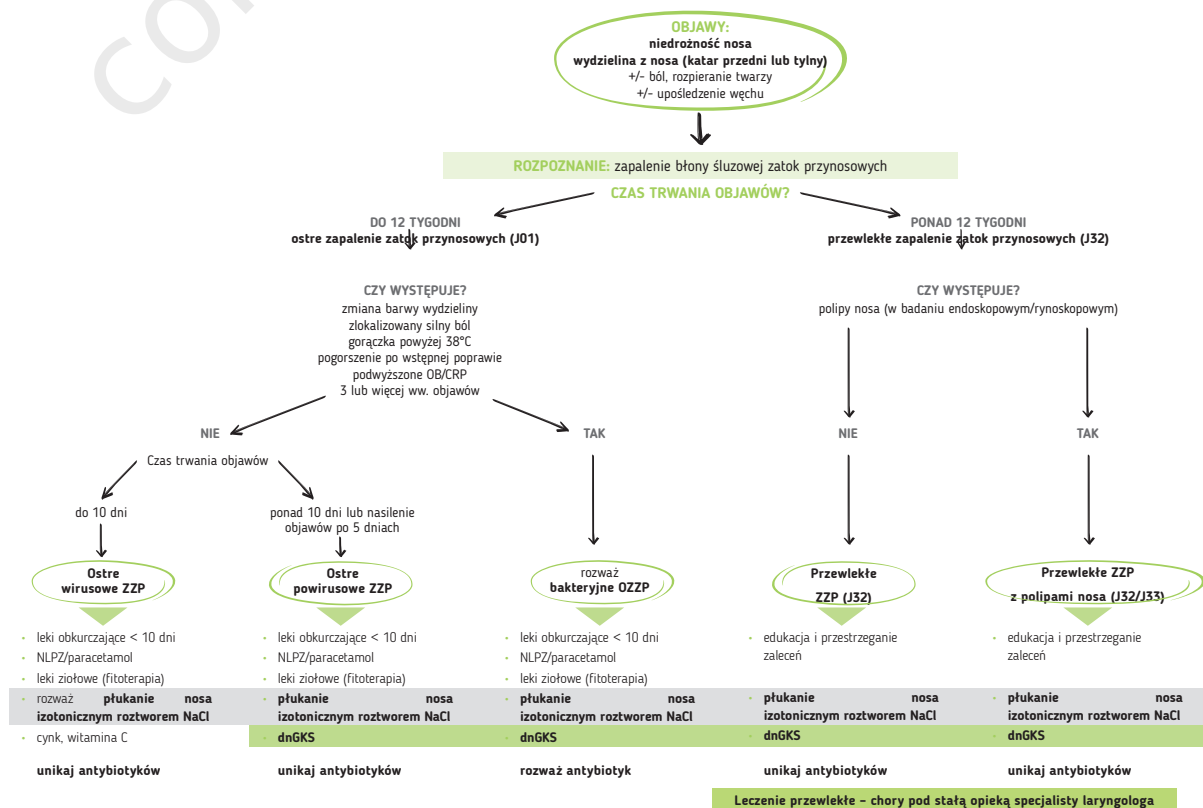 OBJAWY:
niedrożność nosa
wydzielina z nosa (katar przedni lub tylny)
+/- ból, rozpieranie twarzy
+/- upośledzenie węchu
ROZPOZNANIE: zapalenie błony śluzowej zatok przynosowych
CZAS TRWANIA OBJAWÓW?
DO 12 TYGODNI
ostre zapalenie zatok przynosowych (J01)
PONAD 12 TYGODNI
przewlekłe zapalenie zatok przynosowych (J32)
CZY WYSTĘPUJE?
zmiana barwy wydzieliny
zlokalizowany silny ból
gorączka powyżej 38°C
pogorszenie po wstępnej poprawie
podwyższone OB/CRP
3 lub więcej ww. objawów
CZY WYSTĘPUJE?
polipy nosa (w badaniu endoskopowym/rynoskopowym)
NIE
TAK
NIE
TAK
Czas trwania objawów
do 10 dni
ponad 10 dni lub nasilenie
objawów po 5 dniach
Ostre
wirusowe ZZP
• leki obkurczające < 10 dni
• NLPZ/paracetamol
• leki ziołowe (fitoterapia)
• rozważ płukanie nosa
izotonicznym roztworem NaCl
• cynk, witamina C
unikaj antybiotyków
Ostre
powirusowe ZZP
• leki obkurczające < 10 dni
• NLPZ/paracetamol
• leki ziołowe (fitoterapia)
• płukanie nosa
izotonicznym roztworem NaCl
• dnGKS
unikaj antybiotyków
rozważ
bakteryjne OZZP
• leki obkurczające < 10 dni
• NLPZ/paracetamol
• leki ziołowe (fitoterapia)
• płukanie nosa
izotonicznym roztworem NaCl
• dnGKS
rozważ antybiotyk
Przewlekłe
ZZP (J32)
• edukacja i przestrzeganie
zaleceń
• płukanie nosa
izotonicznym roztworem NaCl
• dnGKS
unikaj antybiotyków
Przewlekłe ZZP
z polipami nosa (J32/J33)
• edukacja i przestrzeganie
zaleceń
• płukanie nosa
izotonicznym roztworem NaCl
• dnGKS
unikaj antybiotyków
Leczenie przewlekłe – chory pod stałą opieką specjalisty laryngologa